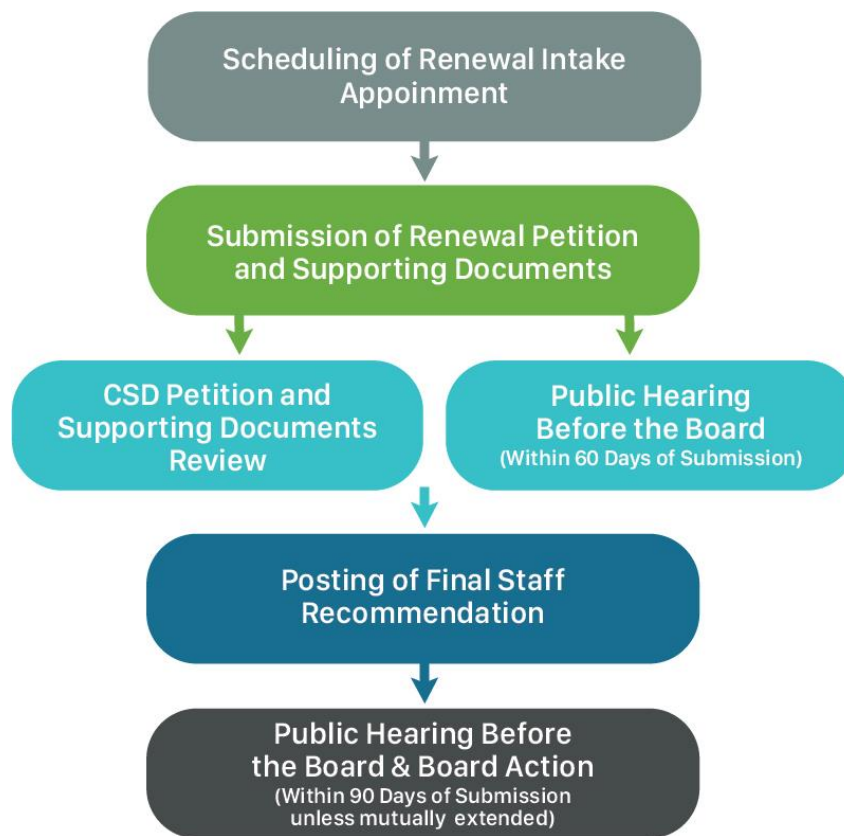 Scheduling of Renewal Intake
Appoinment
Submission of Renewal Petition
and Supporting Documents
CSD Petition and
Supporting Documents
Review
Public Hearing
Before the Board
(Within 60 Days of Submission)
Posting of Final Staff
Recommendation
Public Hearing Before
the Board & Board Action
(Within 90 Days of Submission
unless mutually extended)